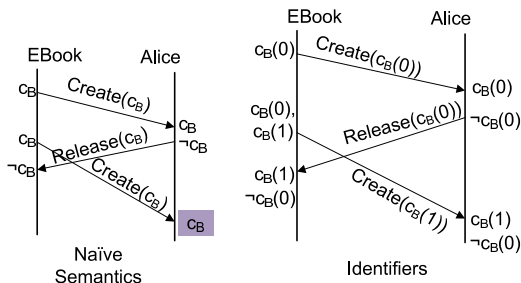 EBook Alice
c_B Create(c_B)
c_B
c_B Release(c_B) ¬c_B
¬c_B Create(c_B)
c_B
Naïve
Semantics
EBook Alice
c_B(0) Create(c_B(0))
c_B(0)
c_B(0), Release(c_B(0)) ¬c_B(0)
c_B(1)
c_B(1)
¬c_B(0) Create(c_B(1)) c_B(1)
¬c_B(0)
Identifiers